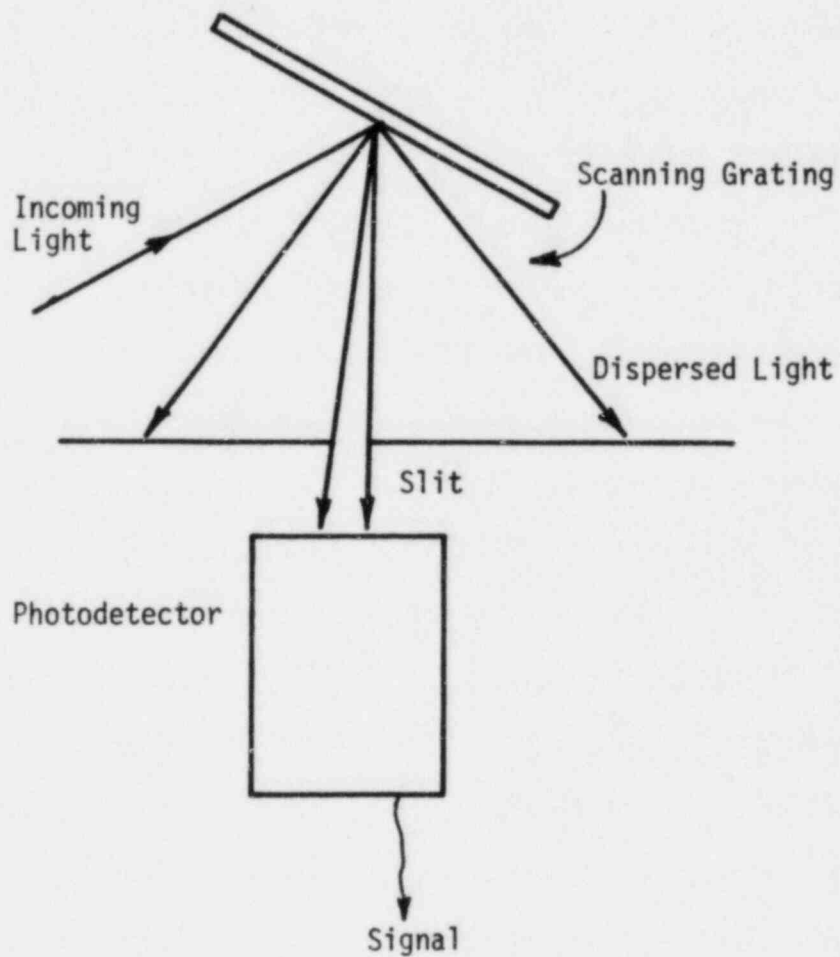 Scanning Grating
Incoming
Light
Dispersed Light
Slit
Photodetector
Signal